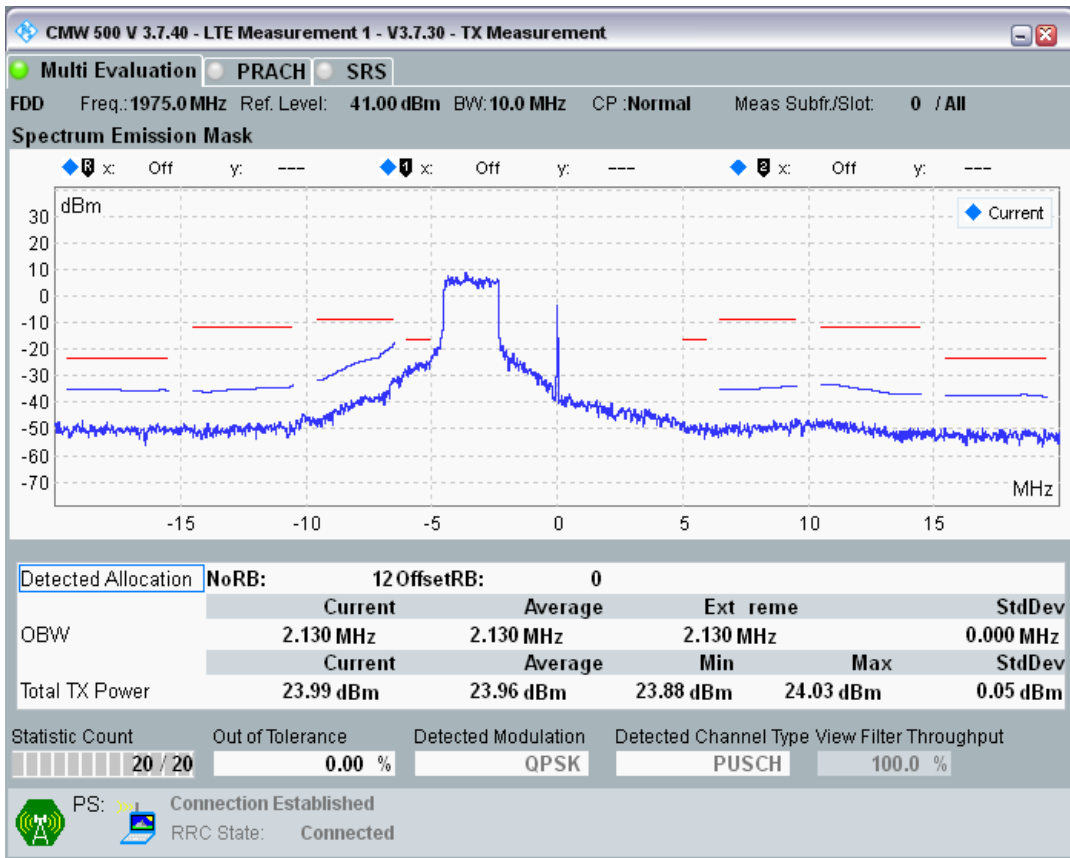 CMW 500 V 3.7.40 - LTE Measurement 1 - V3.7.30 - TX Measurement
Multi Evaluation PRACH SRS
FDD Freq.: 1975.0 MHz Ref. Level: 41.00 dBm BW: 10.0 MHz CP :Normal Meas Subfr./Slot: 0 / All
Spectrum Emission Mask
R x: Off y: --- 1 x: Off y: --- 2 x: Off y: ---
dBm
Current
30
20
10
0
-10
-20
-30
-40
-50
-60
-70
MHz
-15 -10 -5 0 5 10 15
Detected Allocation NoRB: 12 OffsetRB: 0
Current Average Ext reme StdDev
OBW 2.130 MHz 2.130 MHz 2.130 MHz 0.000 MHz
Current Average Min Max StdDev
Total TX Power 23.99 dBm 23.96 dBm 23.88 dBm 24.03 dBm 0.05 dBm
Statistic Count Out of Tolerance Detected Modulation Detected Channel Type View Filter Throughput
20 / 20 0.00 % QPSK PUSCH 100.0 %
PS: Connection Established
RRC State: Connected